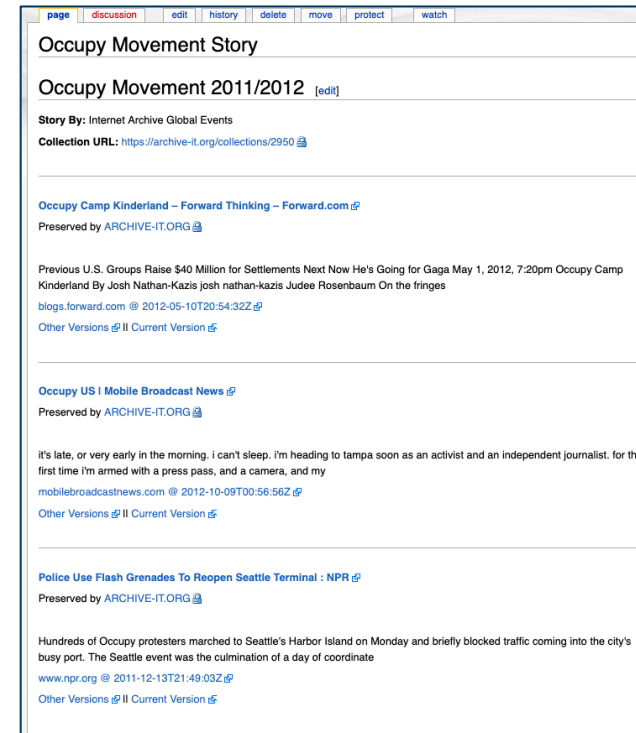 page discussion edit history delete move protect watch
Occupy Movement Story
Occupy Movement 2011/2012 [edit]
Story By: Internet Archive Global Events
Collection URL: https://archive-it.org/collections/2950
Occupy Camp Kinderland – Forward Thinking – Forward.com
Preserved by ARCHIVE-IT.ORG
Previous U.S. Groups Raise $40 Million for Settlements Next Now He's Going for Gaga May 1, 2012, 7:20pm Occupy Camp
Kinderland By Josh Nathan-Kazis josh nathan-kazis Judee Rosenbaum On the fringes
blogs.forward.com @ 2012-05-10T20:54:32Z
Other Versions || Current Version
Occupy US | Mobile Broadcast News
Preserved by ARCHIVE-IT.ORG
it's late, or very early in the morning. i can't sleep. i'm heading to tampa soon as an activist and an independent journalist. for th
first time i'm armed with a press pass, and a camera, and my
mobilebroadcastnews.com @ 2012-10-09T00:56:56Z
Other Versions || Current Version
Police Use Flash Grenades To Reopen Seattle Terminal : NPR
Preserved by ARCHIVE-IT.ORG
Hundreds of Occupy protesters marched to Seattle's Harbor Island on Monday and briefly blocked traffic coming into the city's
busy port. The Seattle event was the culmination of a day of coordinate
www.npr.org @ 2011-12-13T21:49:03Z
Other Versions || Current Version